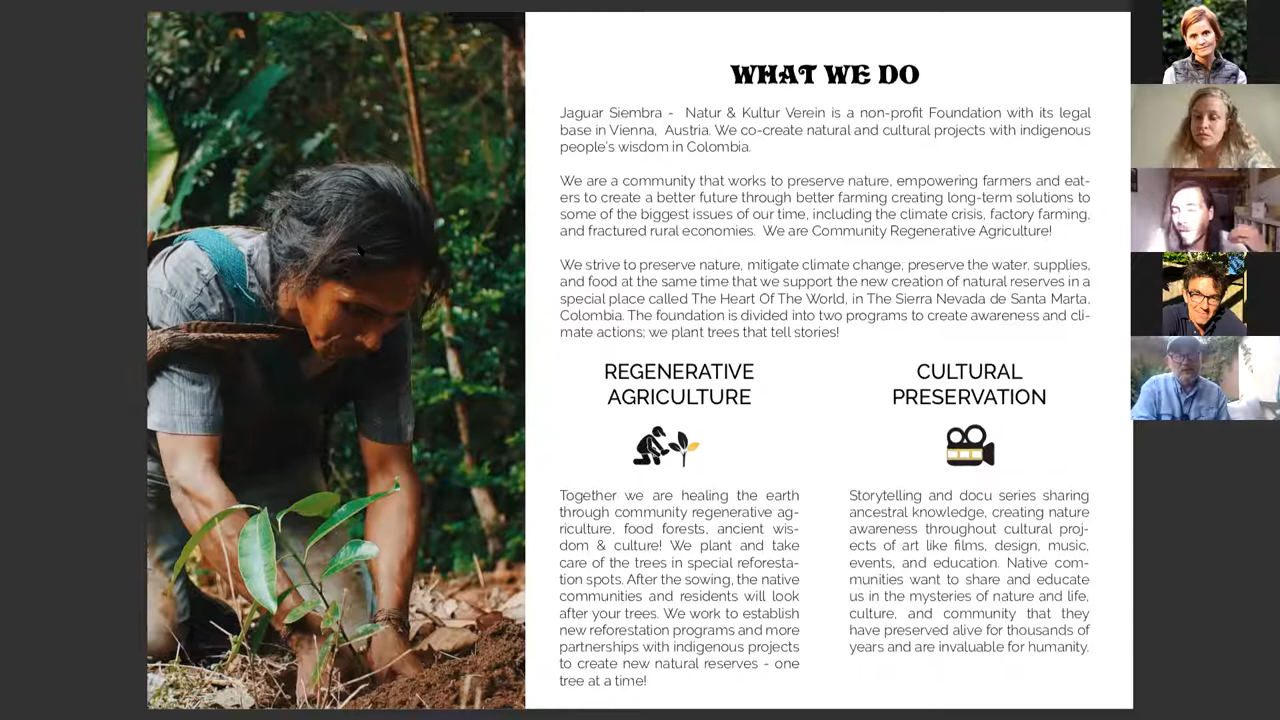 WHAT WE DO
Jaguar Siembra - Natur & Kultur Verein is a non-profit Foundation with its legal
base in Vienna, Austria. We co-create natural and cultural projects with indigenous
people's wisdom in Colombia.
We are a community that works to preserve nature, empowering farmers and eat-
ers to create a better future through better farming creating long-term solutions to
some of the biggest issues of our time, including the climate crisis, factory farming,
and fractured rural economies. We are Community Regenerative Agriculture!
We strive to preserve nature, mitigate climate change, preserve the water, supplies,
and food at the same time that we support the new creation of natural reserves in a
special place called The Heart Of The World, in The Sierra Nevada de Santa Marta,
Colombia. The foundation is divided into two programs to create awareness and cli-
mate actions; we plant trees that tell stories!
REGENERATIVE
AGRICULTURE
Together we are healing the earth
through community regenerative ag-
riculture, food forests, ancient wis-
dom & culture! We plant and take
care of the trees in special reforesta-
tion spots. After the sowing, the native
communities and residents will look
after your trees. We work to establish
new reforestation programs and more
partnerships with indigenous projects
to create new natural reserves - one
tree at a time!
CULTURAL
PRESERVATION
Storytelling and docu series sharing
ancestral knowledge, creating nature
awareness throughout cultural proj-
ects of art like films, design, music,
events, and education. Native com-
munities want to share and educate
us in the mysteries of nature and life,
culture, and community that they
have preserved alive for thousands of
years and are invaluable for humanity.